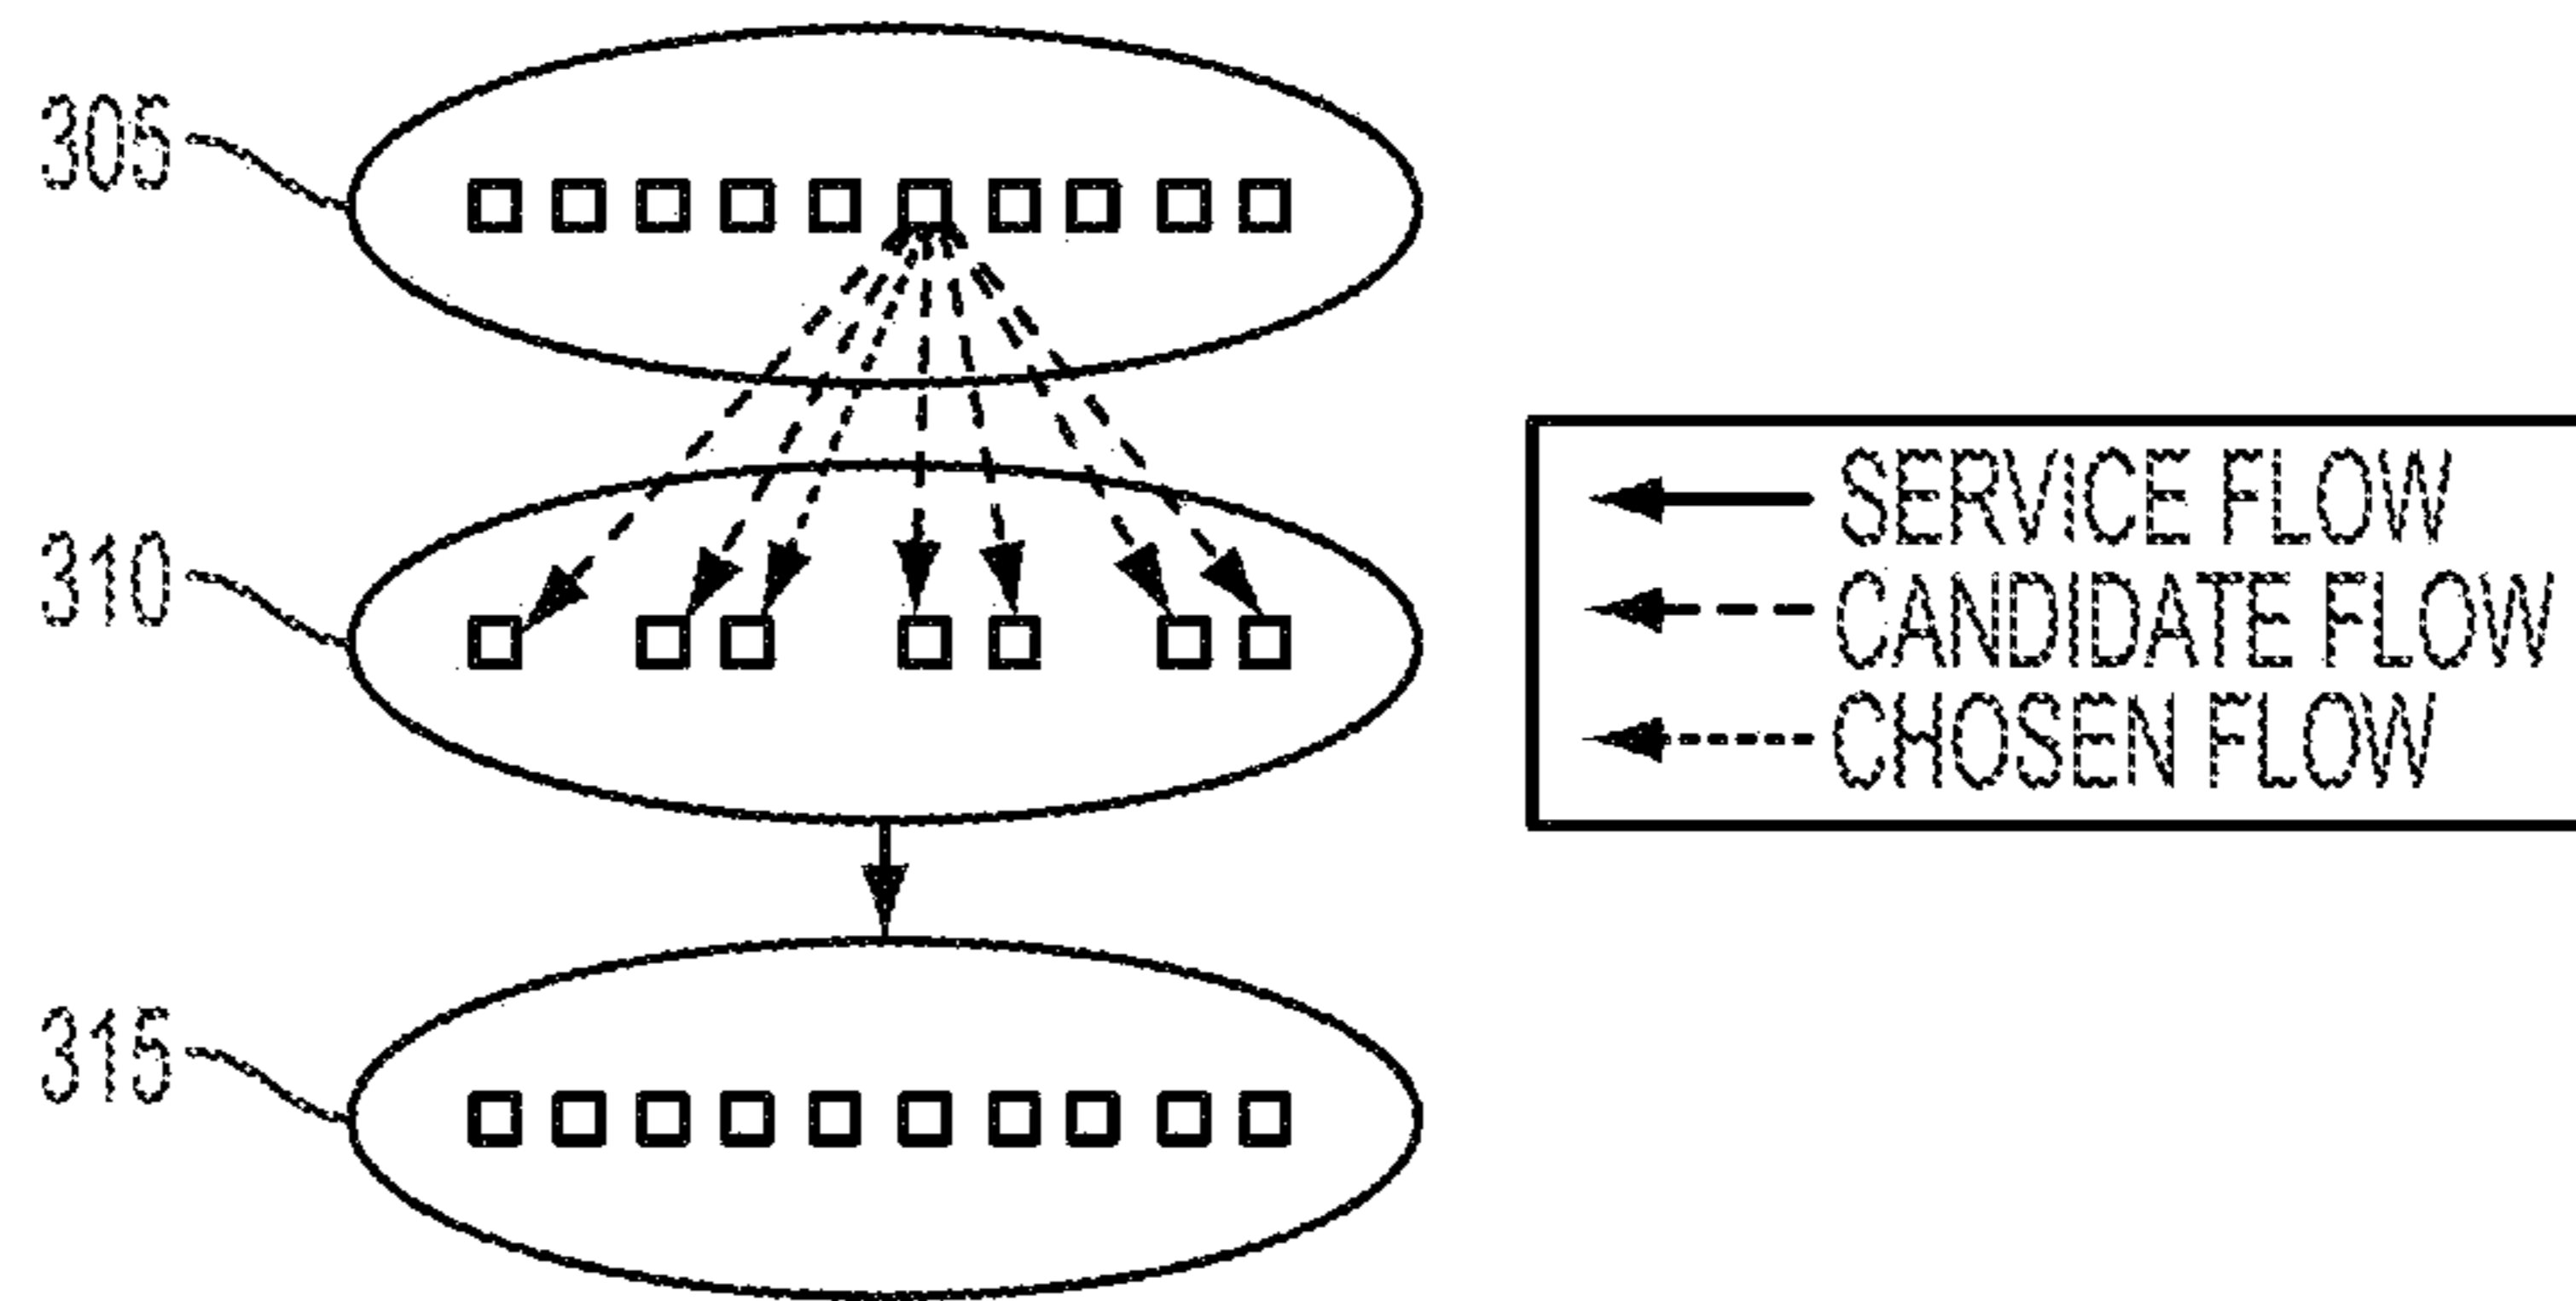 305
310
315
SERVICE FLOW
CANDIDATE FLOW
CHOSEN FLOW